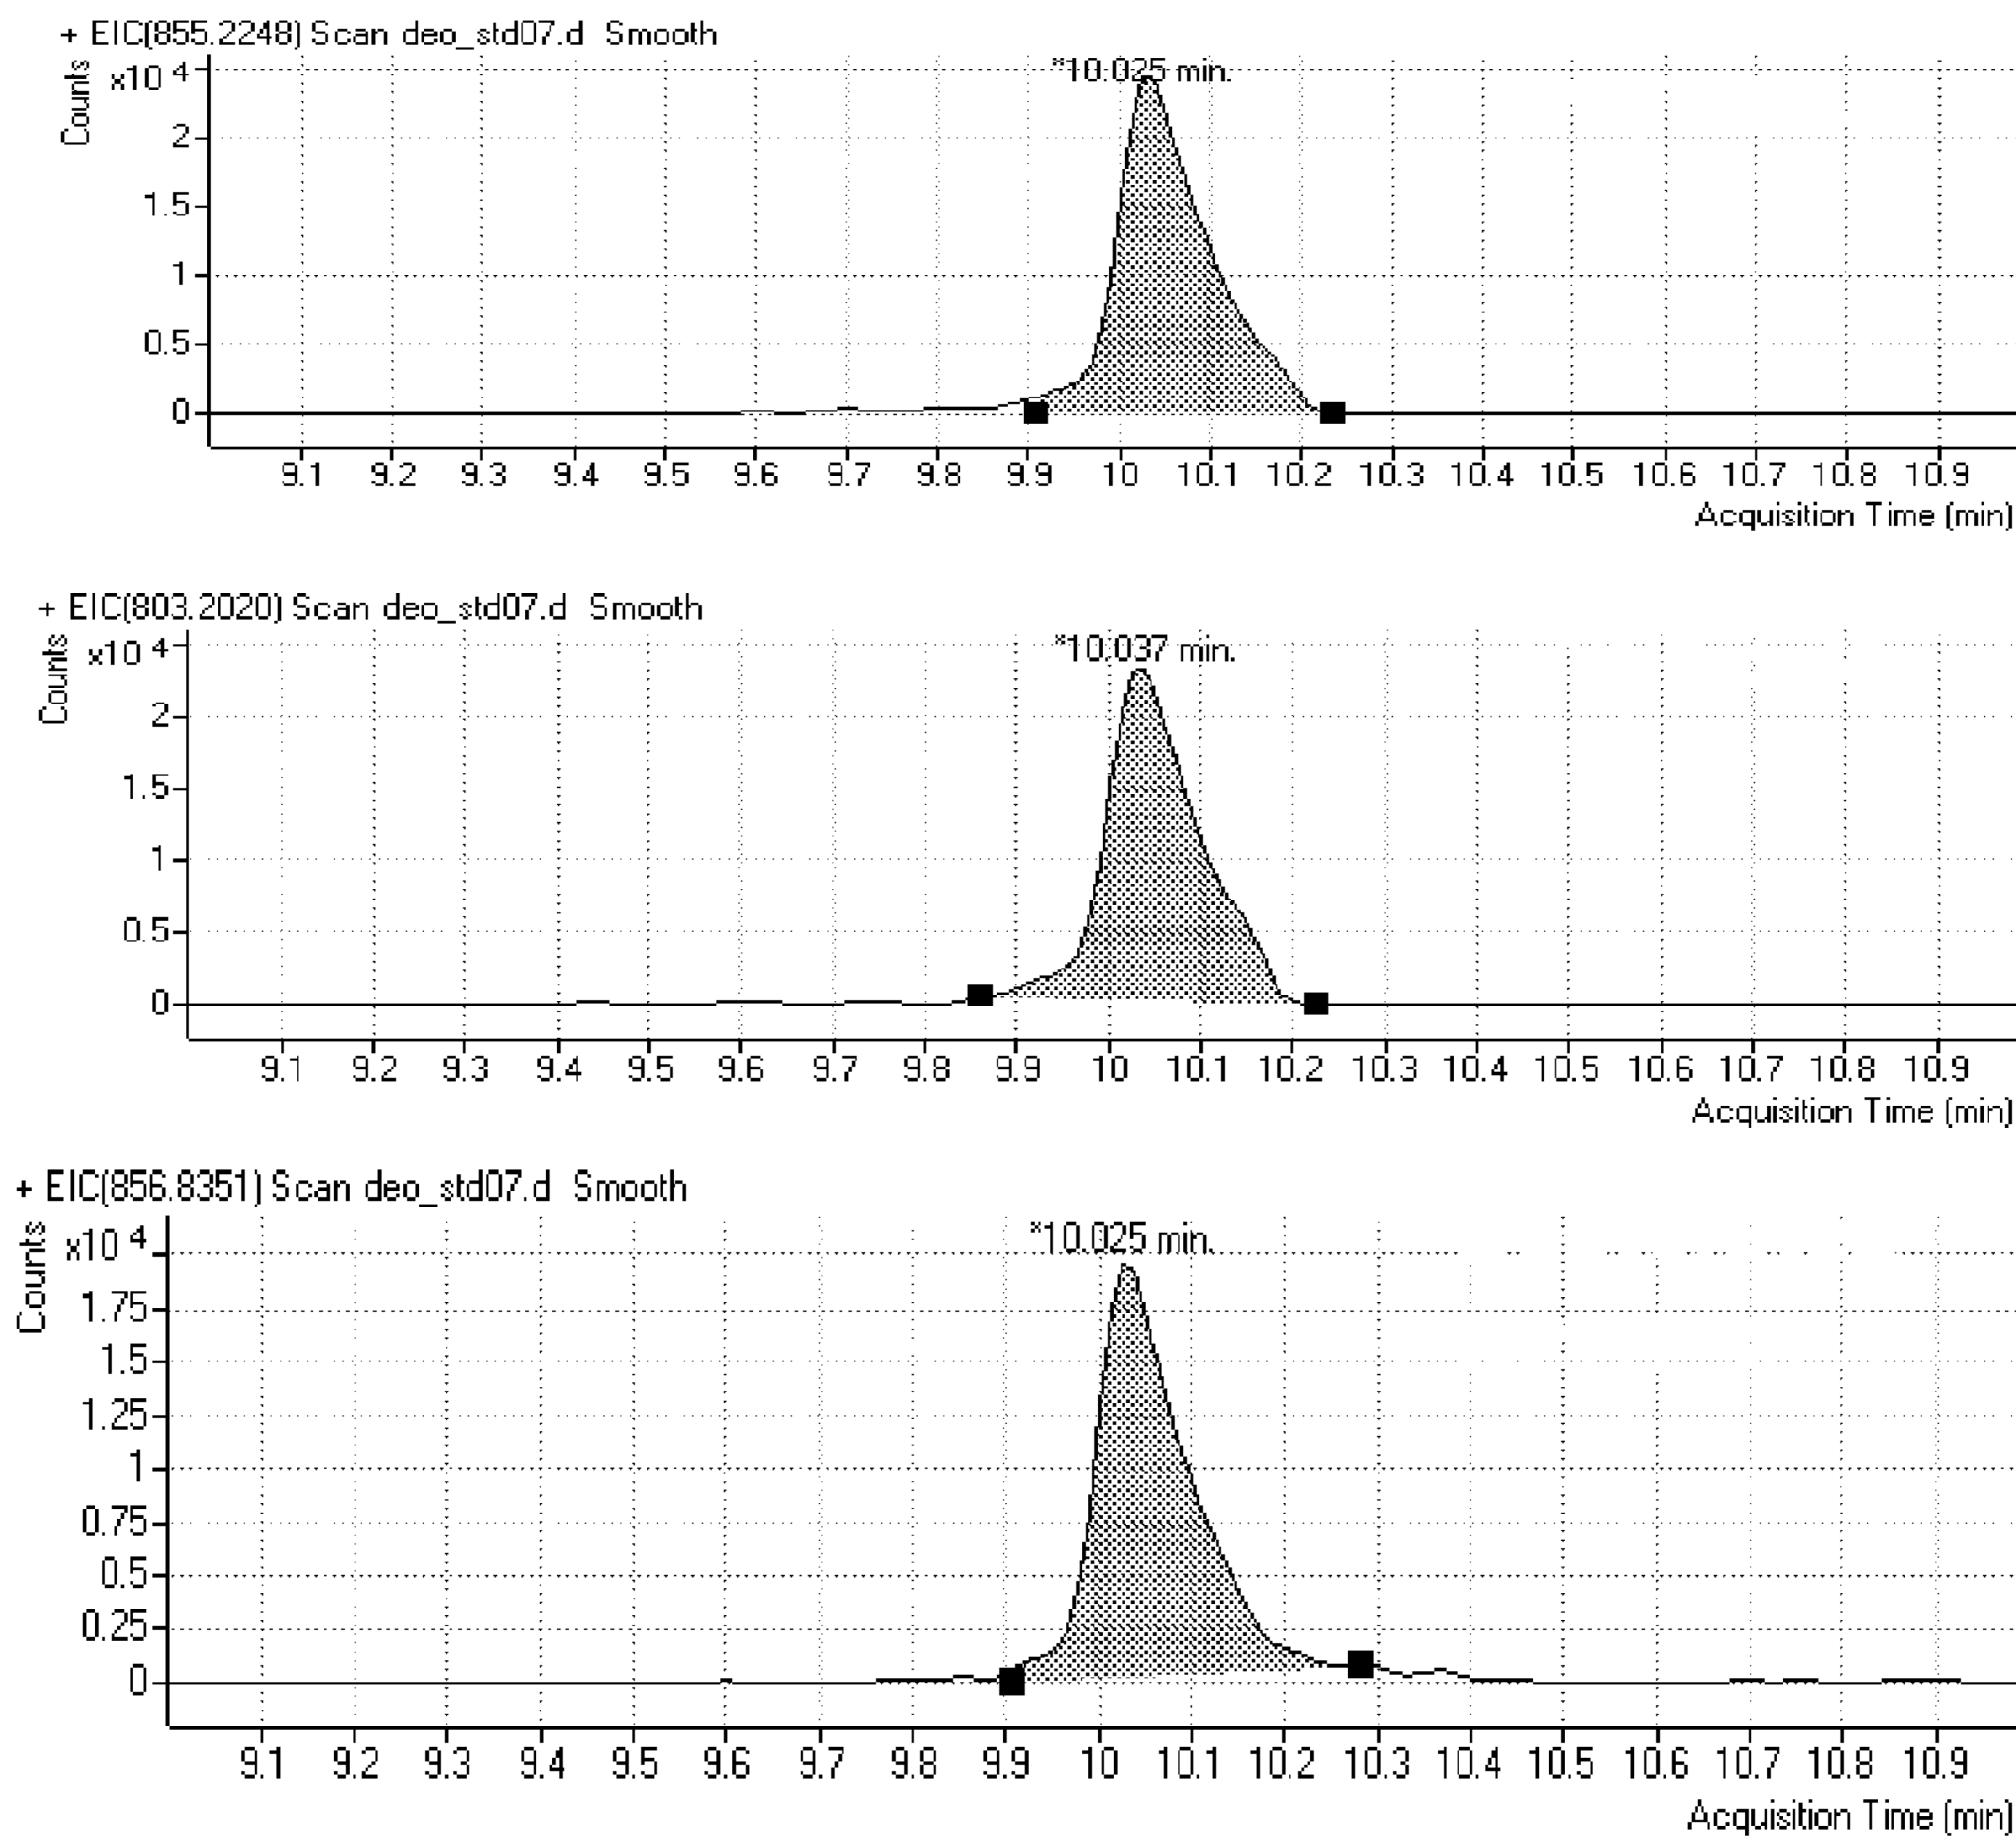 + EIC(855.2248) Scan deo_std07.d Smooth
Counts
x10 4
*10.025 min.
2
1.5
1
0.5
0
9.1 9.2 9.3 9.4 9.5 9.6 9.7 9.8 9.9 10 10.1 10.2 10.3 10.4 10.5 10.6 10.7 10.8 10.9
Acquisition Time (min)
+ EIC(803.2020) Scan deo_std07.d Smooth
Counts
x10 4
*10.037 min.
2
1.5
1
0.5
0
9.1 9.2 9.3 9.4 9.5 9.6 9.7 9.8 9.9 10 10.1 10.2 10.3 10.4 10.5 10.6 10.7 10.8 10.9
Acquisition Time (min)
+ EIC(856.8351) Scan deo_std07.d Smooth
Counts
x10 4
*10.025 min.
1.75
1.5
1.25
1
0.75
0.5
0.25
0
9.1 9.2 9.3 9.4 9.5 9.6 9.7 9.8 9.9 10 10.1 10.2 10.3 10.4 10.5 10.6 10.7 10.8 10.9
Acquisition Time (min)